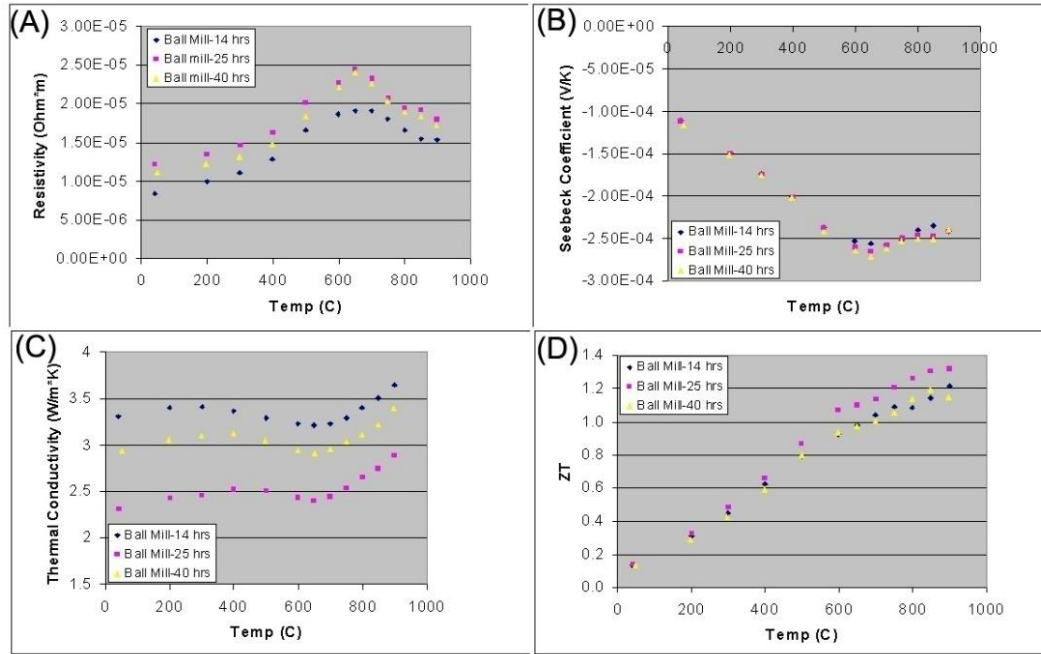 (A)
3.00E-05
2.50E-05
2.00E-05
1.50E-05
1.00E-05
5.00E-06
0.00E+00
Resistivity (Ohm*m)
Ball Mill-14 hrs
Ball mill-25 hrs
Ball mill-40 hrs
0 200 400 600 800 1000
Temp (C)
(B)
0.00E+00
-5.00E-05
-1.00E-04
-1.50E-04
-2.00E-04
-2.50E-04
-3.00E-04
Seebeck Coefficient (V/K)
0 200 400 600 800 1000
Ball Mill-14 hrs
Ball Mill-25 hrs
Ball Mill-40 hrs
Temp (C)
(C)
4
3.5
3
2.5
2
1.5
Thermal Conductivity (W/m*K)
Ball Mill-14 hrs
Ball Mill-25 hrs
Ball Mill-40 hrs
0 200 400 600 800 1000
Temp (C)
(D)
1.4
1.2
1.0
0.8
0.6
0.4
0.2
0.0
ZT
Ball Mill-14 hrs
Ball Mill-25 hrs
Ball Mill-40 hrs
0 200 400 600 800 1000
Temp (C)